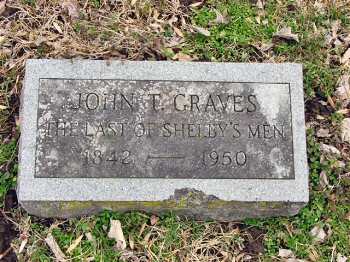 JOHN T. GRAVES
THE LAST OF SHELBY'S MEN
1842 — 1950